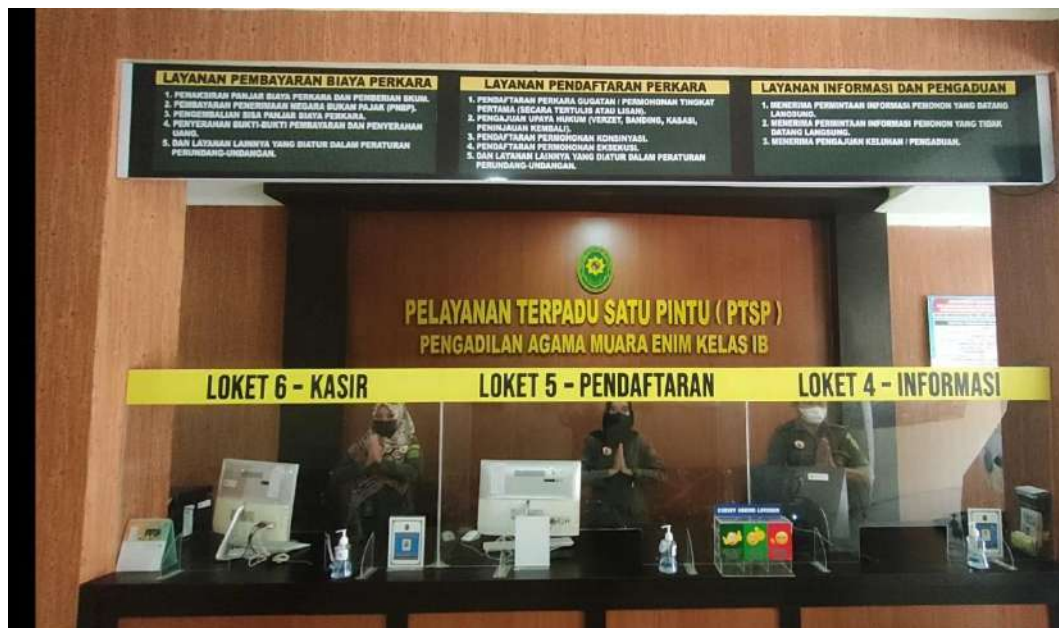 LAYANAN PEMBAYARAN BIAYA PERKARA
1. PENAKSIRAN PANJAR BIAYA PERKARA DAN PEMBERIAN SKUM.
2. PEMBAYARAN PENERIMAAN NEGARA BUKAN PAJAK (PNBP).
3. PENGEMBALIAN SISA PANJAR BIAYA PERKARA.
4. PENYERAHAN BUKTI-BUKTI PEMBAYARAN DAN PENYERAHAN
UANG.
5. DAN LAYANAN LAINNYA YANG DIATUR DALAM PERATURAN
PERUNDANG-UNDANGAN.
LAYANAN PENDAFTARAN PERKARA
1. PENDAFTARAN PERKARA GUGATAN / PERMOHONAN TINGKAT
PERTAMA (SECARA TERTULIS ATAU LISAN).
2. PENGAJUAN UPAYA HUKUM (VERZET, BANDING, KASASI,
PENINJAUAN KEMBALI).
3. PENDAFTARAN PERMOHONAN KONSINYASI.
4. PENDAFTARAN PERMOHONAN EKSEKUSI.
5. DAN LAYANAN LAINNYA YANG DIATUR DALAM PERATURAN
PERUNDANG-UNDANGAN.
LAYANAN INFORMASI DAN PENGADUAN
1. MENERIMA PERMINTAAN INFORMASI PEMOHON YANG DATANG
LANGSUNG.
2. MENERIMA PERMINTAAN INFORMASI PEMOHON YANG TIDAK
DATANG LANGSUNG.
3. MENERIMA PENGAJUAN KELUHAN / PENGADUAN.
PELAYANAN TERPADU SATU PINTU ( PTSP )
PENGADILAN AGAMA MUARA ENIM KELAS IB
LOKET 6 - KASIR
LOKET 5 - PENDAFTARAN
LOKET 4 - INFORMASI